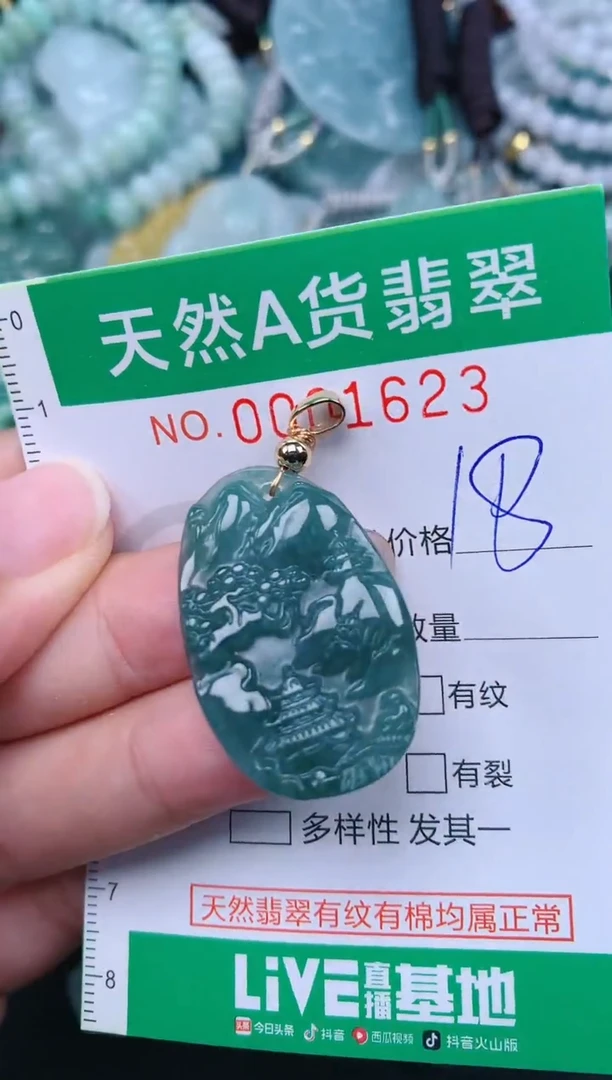 0
天然A货翡翠
1
NO. 0001623
价格 18
数量
有纹
有裂
多样性 发其一
7
天然翡翠有纹有棉均属正常
8
LiVE直播基地
头条 今日头条 抖音 西瓜视频 抖音火山版